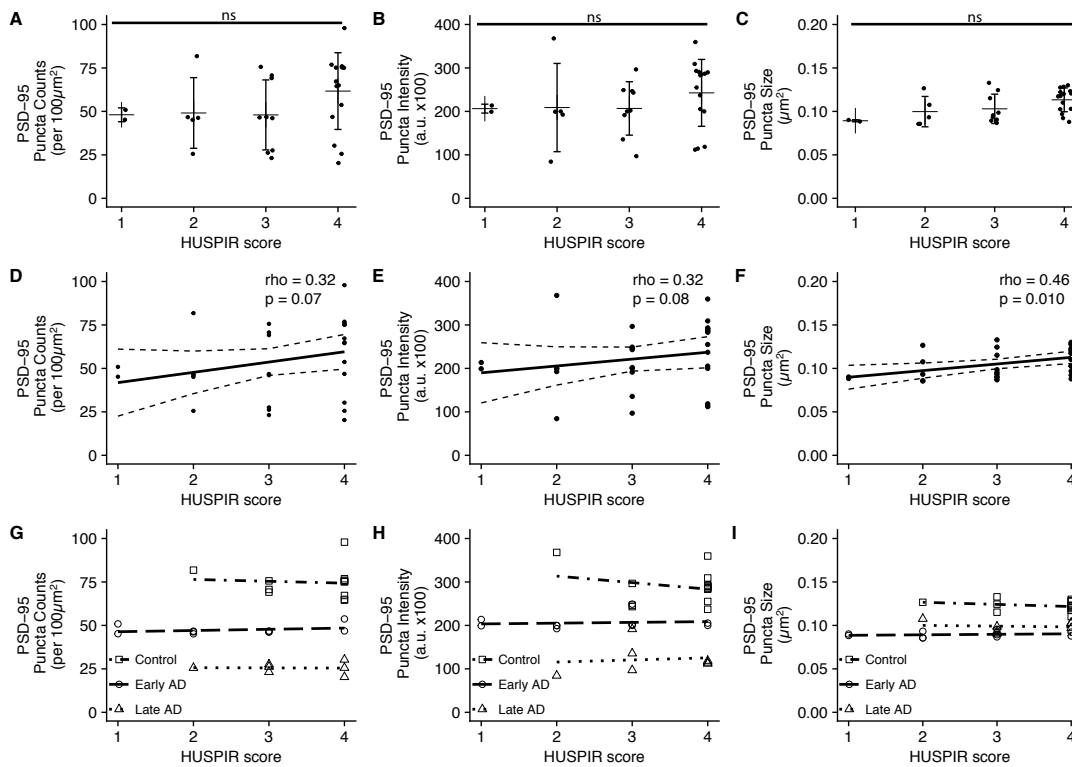 A
ns
PSD–95
Puncta Counts
(per 100µm2)
100
75
50
25
0
1 2 3 4
HUSPIR score
B
ns
PSD–95
Puncta Intensity
(a.u. x100)
400
300
200
100
0
1 2 3 4
HUSPIR score
C
ns
PSD–95
Puncta Size
(µm2)
0.20
0.15
0.10
0.05
0.00
1 2 3 4
HUSPIR score
D
rho = 0.32
p = 0.07
PSD–95
Puncta Counts
(per 100µm2)
100
75
50
25
0
1 2 3 4
HUSPIR score
E
rho = 0.32
p = 0.08
PSD–95
Puncta Intensity
(a.u. x100)
400
300
200
100
0
1 2 3 4
HUSPIR score
F
rho = 0.46
p = 0.010
PSD–95
Puncta Size
(µm2)
0.20
0.15
0.10
0.05
0.00
1 2 3 4
HUSPIR score
G
PSD–95
Puncta Counts
(per 100µm2)
100
75
50
25
0
Control
Early AD
Late AD
1 2 3 4
HUSPIR score
H
PSD–95
Puncta Intensity
(a.u. x100)
400
300
200
100
0
Control
Early AD
Late AD
1 2 3 4
HUSPIR score
I
PSD–95
Puncta Size
(µm2)
0.20
0.15
0.10
0.05
0.00
Control
Early AD
Late AD
1 2 3 4
HUSPIR score